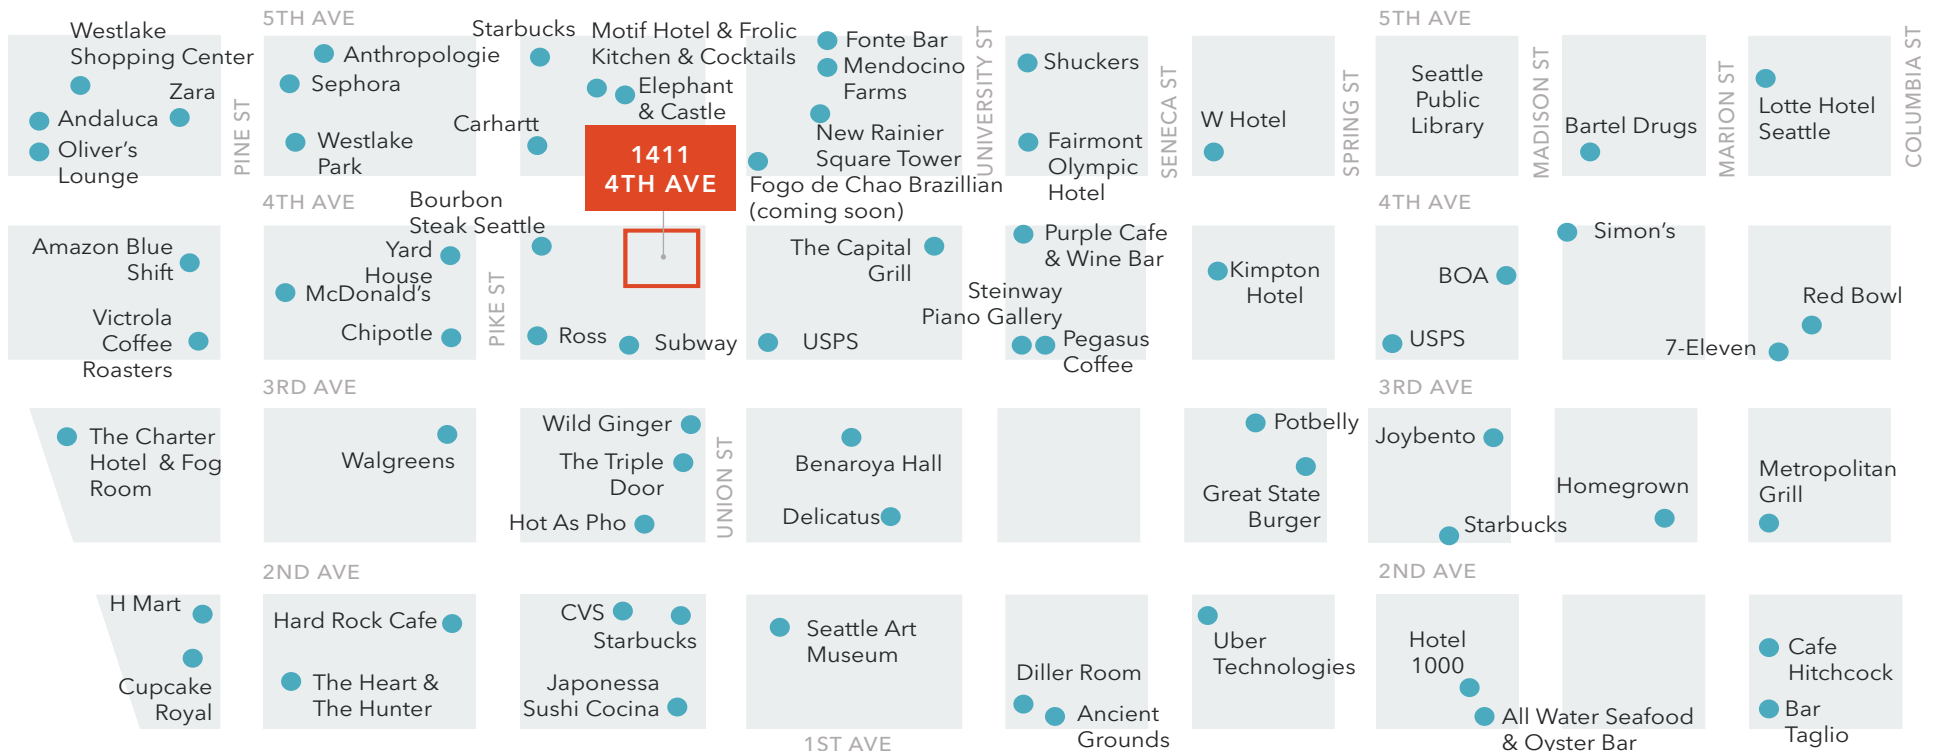 5TH AVE
5TH AVE
Westlake
Shopping Center
Zara
Andaluca
Oliver's
Lounge
PINE ST
Anthropologie
Sephora
Westlake
Park
Starbucks
Motif Hotel & Frolic
Kitchen & Cocktails
Elephant
& Castle
Carhartt
1411
4TH AVE
Fonte Bar
Mendocino
Farms
New Rainier
Square Tower
Fogo de Chao Brazillian
(coming soon)
UNIVERSITY ST
Shuckers
Fairmont
Olympic
Hotel
SENECA ST
W Hotel
SPRING ST
Seattle
Public
Library
MADISON ST
Bartel Drugs
MARION ST
Lotte Hotel
Seattle
COLUMBIA ST
4TH AVE
4TH AVE
Amazon Blue
Shift
Victrola
Coffee
Roasters
Yard
House
McDonald's
Chipotle
PIKE ST
Bourbon
Steak Seattle
Ross
Subway
The Capital
Grill
USPS
Purple Cafe
& Wine Bar
Steinway
Piano Gallery
Pegasus
Coffee
Kimpton
Hotel
BOA
USPS
Simon's
Red Bowl
7-Eleven
3RD AVE
3RD AVE
The Charter
Hotel & Fog
Room
Walgreens
Wild Ginger
The Triple
Door
Hot As Pho
UNION ST
Benaroya Hall
Delicatus
Potbelly
Great State
Burger
Joybento
Starbucks
Homegrown
Metropolitan
Grill
2ND AVE
2ND AVE
H Mart
Cupcake
Royal
Hard Rock Cafe
The Heart &
The Hunter
CVS
Starbucks
Japonessa
Sushi Cocina
Seattle Art
Museum
Diller Room
Ancient
Grounds
Uber
Technologies
Hotel
1000
All Water Seafood
& Oyster Bar
Cafe
Hitchcock
Bar
Taglio
1ST AVE